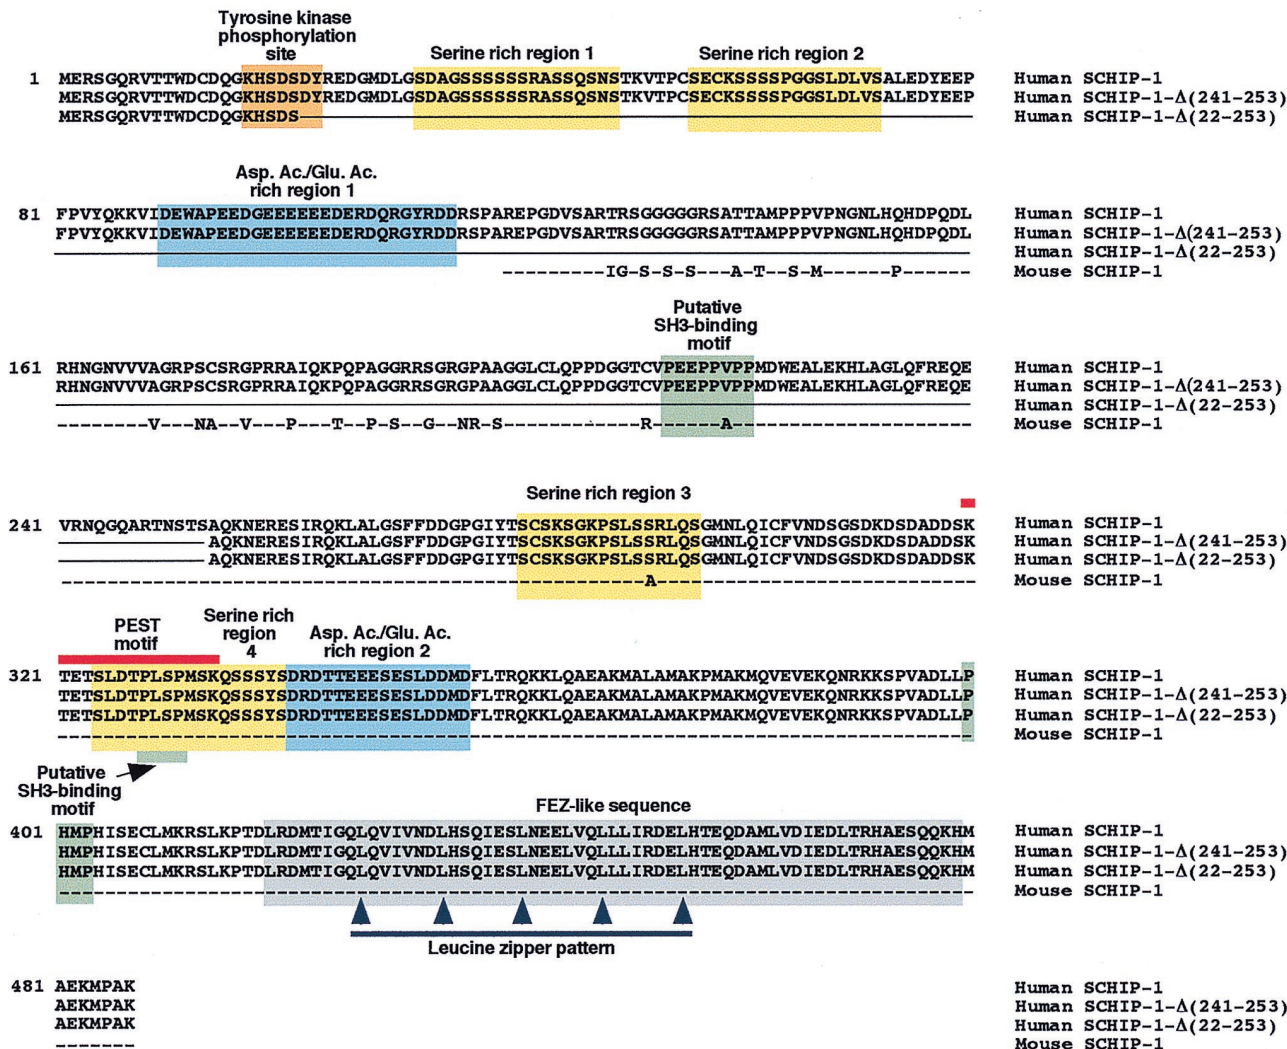 Tyrosine kinase
phosphorylation
site
Serine rich region 1
Serine rich region 2
1 MERSGQRVTTWDCDQGKHSDSDYREDGMDLGSDAGSSSSSSRASSQSNSTKVTPCSECKSSSSPGGSLDLVSALEDYEEP Human SCHIP-1
MERSGQRVTTWDCDQGKHSDSDYREDGMDLGSDAGSSSSSSRASSQSNSTKVTPCSECKSSSSPGGSLDLVSALEDYEEP Human SCHIP-1-Δ(241-253)
MERSGQRVTTWDCDQGKHSDS Human SCHIP-1-Δ(22-253)
Asp. Ac./Glu. Ac.
rich region 1
81 FPVYQKKVIDEWAPEEDGEEEEEEDERDQRGYRDDRSPAREPGDVSARTRSGGGGGRSATTAMPPPVPNGNLHQHDPQDL Human SCHIP-1
FPVYQKKVIDEWAPEEDGEEEEEEDERDQRGYRDDRSPAREPGDVSARTRSGGGGGRSATTAMPPPVPNGNLHQHDPQDL Human SCHIP-1-Δ(241-253)
Human SCHIP-1-Δ(22-253)
---------IG-S-S-S---A-T--S-M------P------ Mouse SCHIP-1
Putative
SH3-binding
motif
161 RHNGNVVVAGRPSCSRGPRRAIQKPQPAGGRRSGRGPAAGGLCLQPPDGGTCVPEEPPVPPMDWEALEKHLAGLQFREQE Human SCHIP-1
RHNGNVVVAGRPSCSRGPRRAIQKPQPAGGRRSGRGPAAGGLCLQPPDGGTCVPEEPPVPPMDWEALEKHLAGLQFREQE Human SCHIP-1-Δ(241-253)
Human SCHIP-1-Δ(22-253)
--------V---NA--V---P---T--P-S--G--NR-S------------R------A--------------------- Mouse SCHIP-1
Serine rich region 3
241 VRNQGQARTNSTSAQKNERESIRQKLALGSFFDDGPGIYTSCSKSGKPSLSSRLQSGMNLQICFVNDSGSDKDSDADDSK Human SCHIP-1
AQKNERESIRQKLALGSFFDDGPGIYTSCSKSGKPSLSSRLQSGMNLQICFVNDSGSDKDSDADDSK Human SCHIP-1-Δ(241-253)
AQKNERESIRQKLALGSFFDDGPGIYTSCSKSGKPSLSSRLQSGMNLQICFVNDSGSDKDSDADDSK Human SCHIP-1-Δ(22-253)
----------------------------------------------------A--------------------------- Mouse SCHIP-1
PEST
motif
Serine rich
region
4
Asp. Ac./Glu. Ac.
rich region 2
321 TETSLDTPLSPMSKQSSSYSDRDTTEEESESLDDMDFLTRQKKLQAEAKMALAMAKPMAKMQVEVEKQNRKKSPVADLLP Human SCHIP-1
TETSLDTPLSPMSKQSSSYSDRDTTEEESESLDDMDFLTRQKKLQAEAKMALAMAKPMAKMQVEVEKQNRKKSPVADLLP Human SCHIP-1-Δ(241-253)
TETSLDTPLSPMSKQSSSYSDRDTTEEESESLDDMDFLTRQKKLQAEAKMALAMAKPMAKMQVEVEKQNRKKSPVADLLP Human SCHIP-1-Δ(22-253)
-------------------------------------------------------------------------------- Mouse SCHIP-1
Putative
SH3-binding
motif
FEZ-like sequence
401 HMPHISECLMKRSLKPTDLRDMTIGQLQVIVNDLHSQIESLNEELVQLLLIRDELHTEQDAMLVDIEDLTRHAESQQKHM Human SCHIP-1
HMPHISECLMKRSLKPTDLRDMTIGQLQVIVNDLHSQIESLNEELVQLLLIRDELHTEQDAMLVDIEDLTRHAESQQKHM Human SCHIP-1-Δ(241-253)
HMPHISECLMKRSLKPTDLRDMTIGQLQVIVNDLHSQIESLNEELVQLLLIRDELHTEQDAMLVDIEDLTRHAESQQKHM Human SCHIP-1-Δ(22-253)
-------------------------------------------------------------------------------- Mouse SCHIP-1
Leucine zipper pattern
481 AEKMPAK Human SCHIP-1
AEKMPAK Human SCHIP-1-Δ(241-253)
AEKMPAK Human SCHIP-1-Δ(22-253)
------- Mouse SCHIP-1